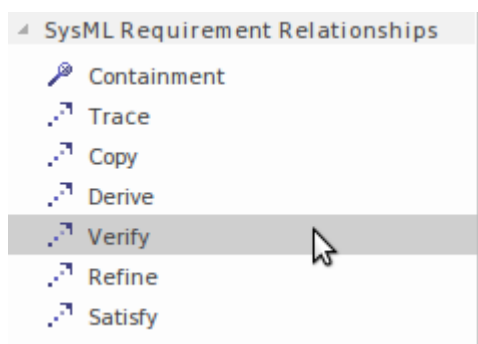 SysML Requirement Relationships
Containment
Trace
Copy
Derive
Verify
Refine
Satisfy